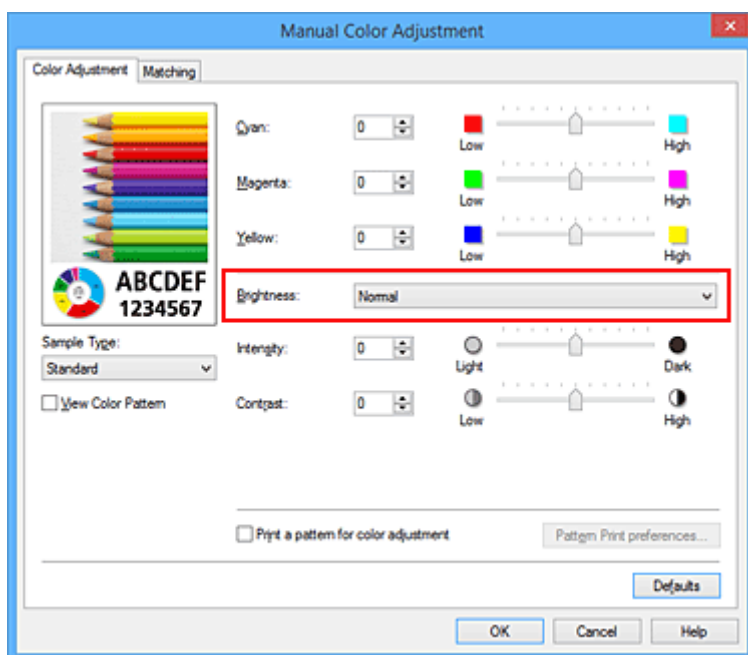 Manual Color Adjustment
Color Adjustment Matching
Cyan: 0 Low High
Magenta: 0 Low High
Yellow: 0 Low High
ABCDEF
1234567
Brightness: Normal
Sample Type:
Standard
View Color Pattern
Intensity: 0 Light Dark
Contrast: 0 Low High
Print a pattern for color adjustment Pattern Print preferences...
Defaults
OK Cancel Help